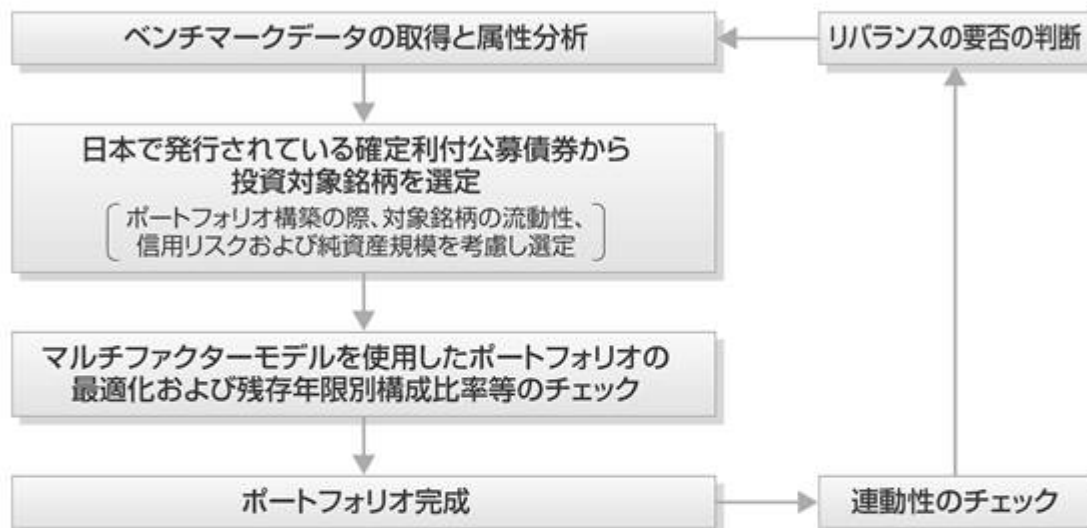 ベンチマークデータの取得と属性分析
リバランスの要否の判断
日本で発行されている確定利付公募債券から
投資対象銘柄を選定
ポートフォリオ構築の際、対象銘柄の流動性、
信用リスクおよび純資産規模を考慮し選定
マルチファクターモデルを使用したポートフォリオの
最適化および残存年限別構成比率等のチェック
ポートフォリオ完成
連動性のチェック